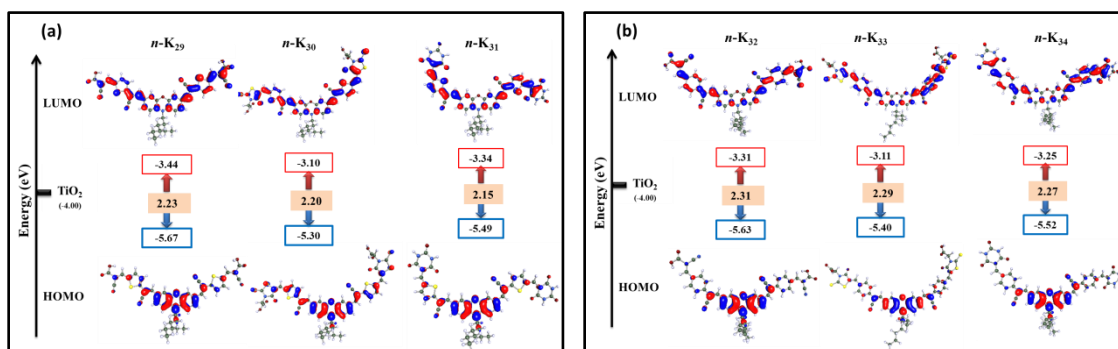 (a)
n-K₂₉ n-K₃₀ n-K₃₁
LUMO
-3.44 -3.10 -3.34
Energy (eV)
TiO₂
(-4.00)
2.23 2.20 2.15
-5.67 -5.30 -5.49
HOMO
(b)
n-K₃₂ n-K₃₃ n-K₃₄
LUMO
-3.31 -3.11 -3.25
Energy (eV)
TiO₂
(-4.00)
2.31 2.29 2.27
-5.63 -5.40 -5.52
HOMO